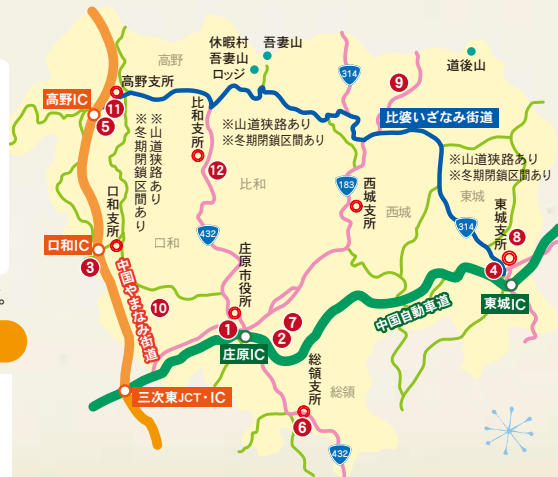 休暇村
吾妻山
ロッジ
吾妻山
高野
高野支所
314
道後山
9
高野IC
11
5
比婆いざなみ街道
※山道狭路あり
※冬期閉鎖区間あり
比和支所
※山道狭路あり
※冬期閉鎖区間あり
※山道狭路あり
※冬期閉鎖区間あり
12
比和
183
西城支所
西城
東城
東城支所
口和支所
432
314
8
口和IC
口和
庄原市役所
4
3
中国やまなみ街道
10
東城IC
1
7
2
中国自動車道
庄原IC
総領支所
総領
三次東JCT・IC
6
432
。